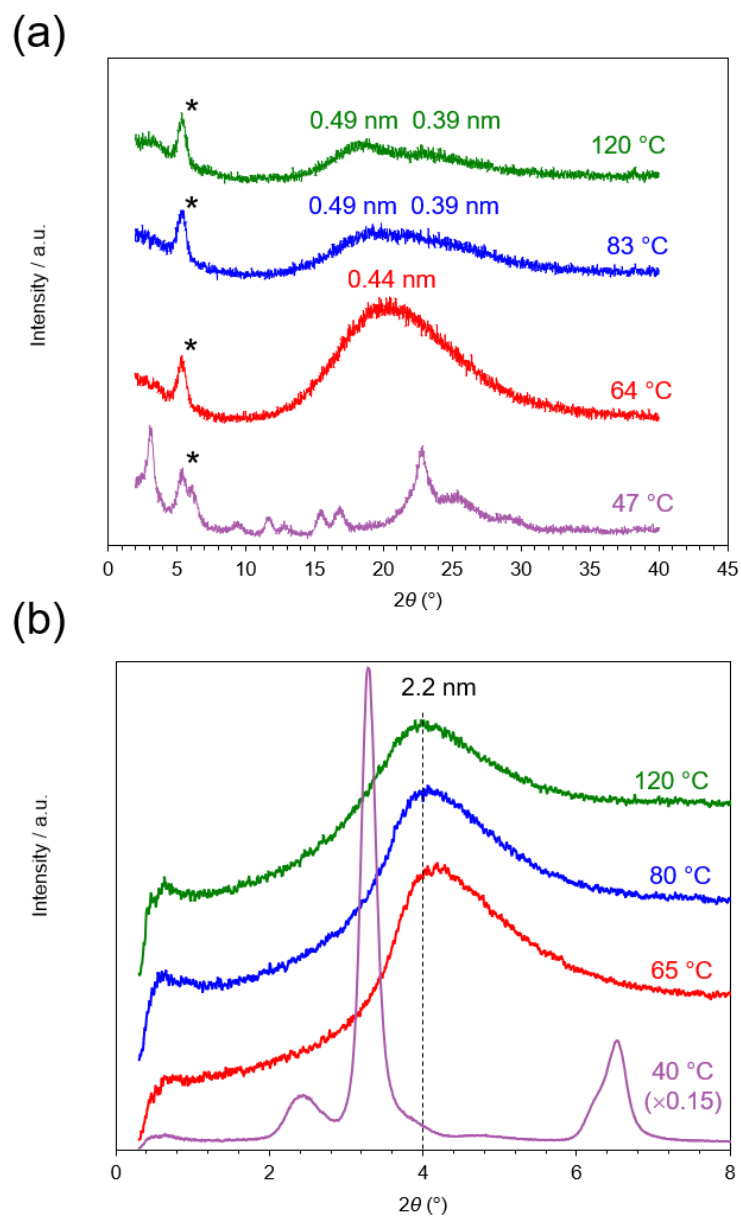 (a)
*
0.49 nm 0.39 nm
120 °C
*
0.49 nm 0.39 nm
83 °C
0.44 nm
*
64 °C
*
47 °C
Intensity / a.u.
0 5 10 15 20 25 30 35 40 45
2θ (°)
(b)
2.2 nm
120 °C
80 °C
65 °C
40 °C
(×0.15)
Intensity / a.u.
0 2 4 6 8
2θ (°)